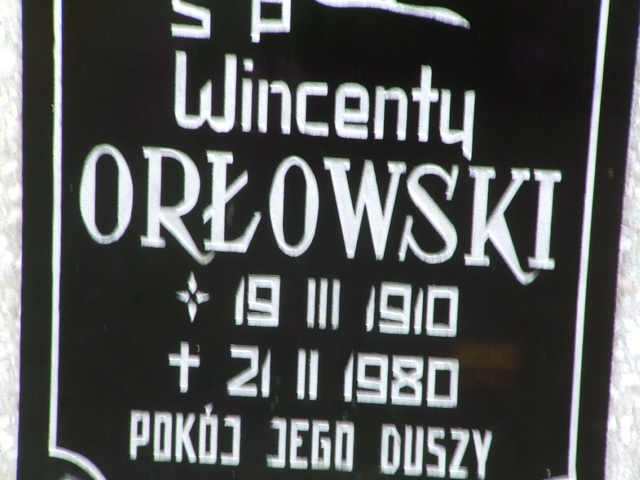 Ś P
Wincenty
ORŁOWSKI
19 III 1910
† 21 II 1980
POKÓJ JEGO DUSZY